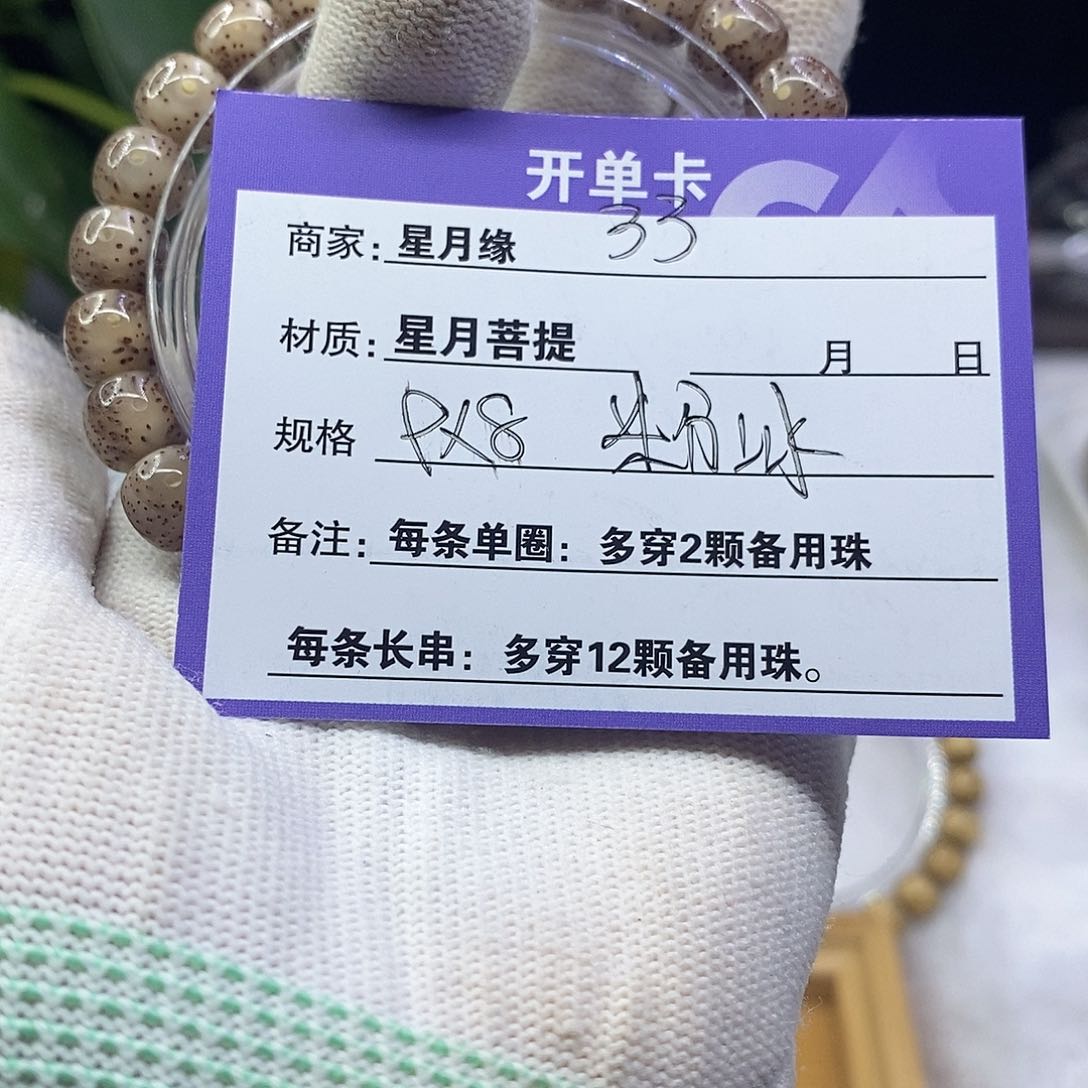 开单卡
商家：星月缘 33
材质：星月菩提 月 日
规格 PX8
备注：每条单圈：多穿2颗备用珠
每条长串：多穿12颗备用珠。